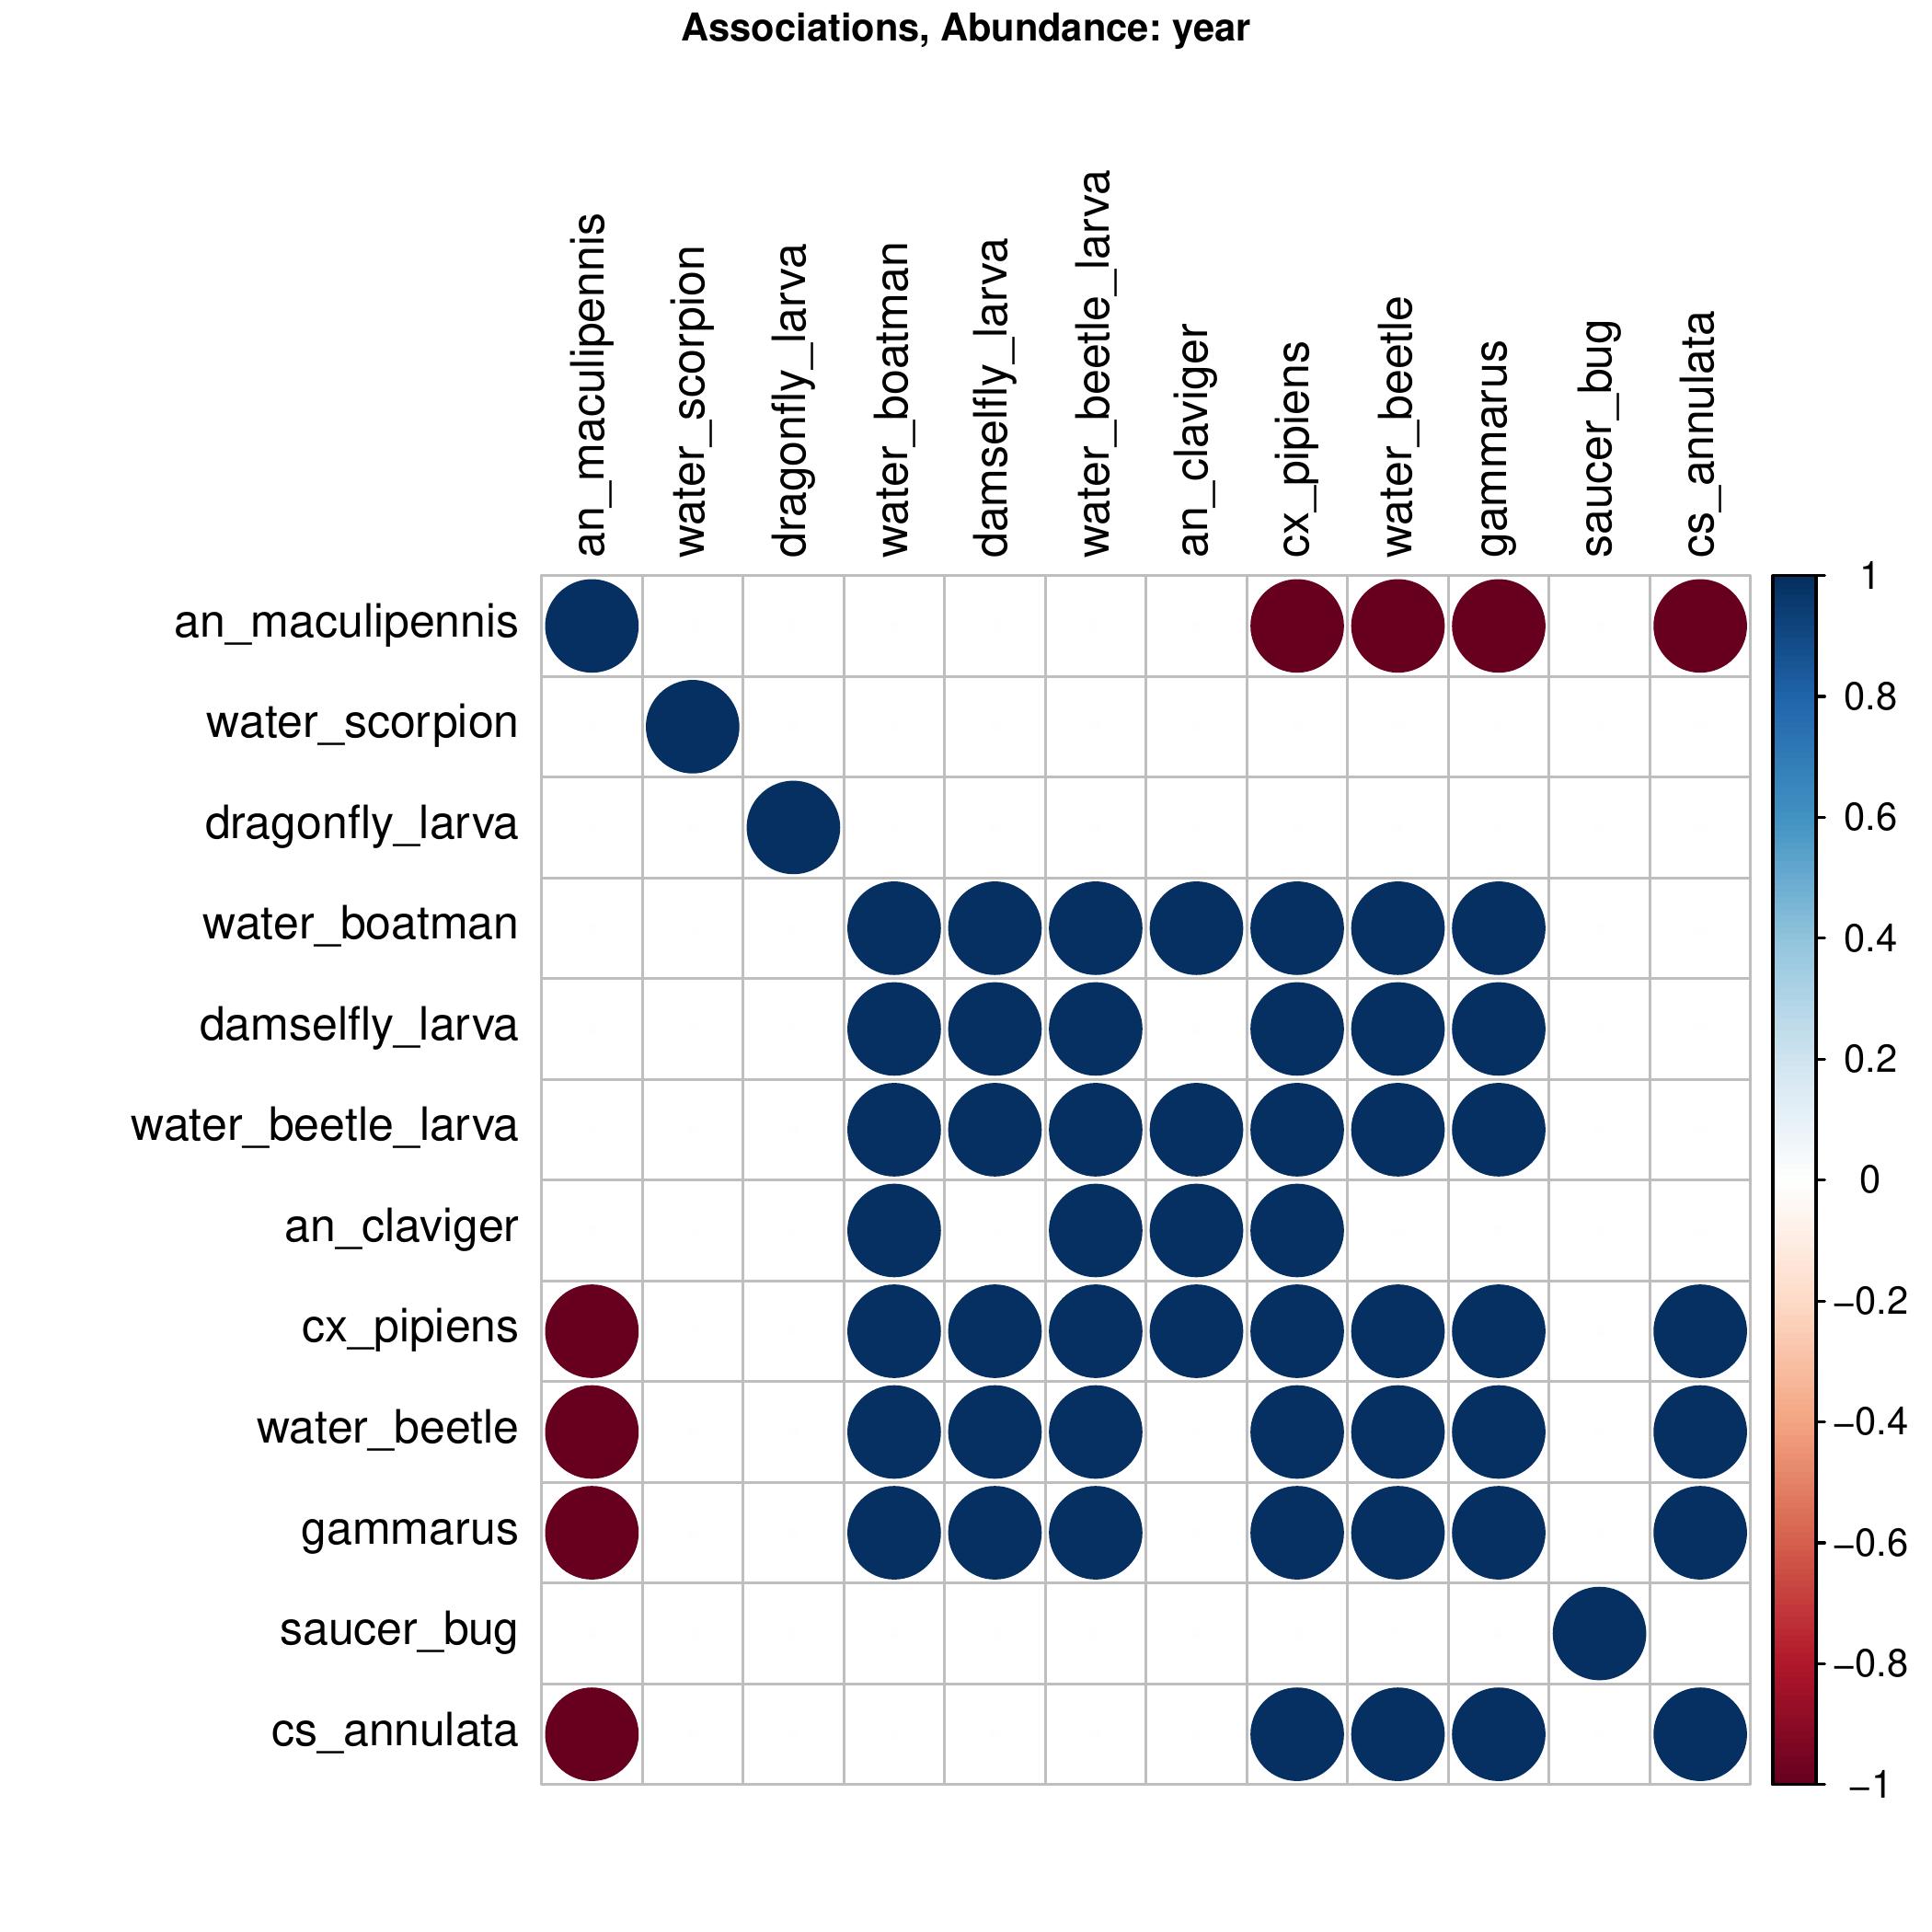 Associations, Abundance: year
an_maculipennis
water_scorpion
dragonfly_larva
water_boatman
damselfly_larva
water_beetle_larva
an_claviger
cx_pipiens
water_beetle
gammarus
saucer_bug
cs_annulata
an_maculipennis
water_scorpion
dragonfly_larva
water_boatman
damselfly_larva
water_beetle_larva
an_claviger
cx_pipiens
water_beetle
gammarus
saucer_bug
cs_annulata
1
0.8
0.6
0.4
0.2
0
−0.2
−0.4
−0.6
−0.8
−1